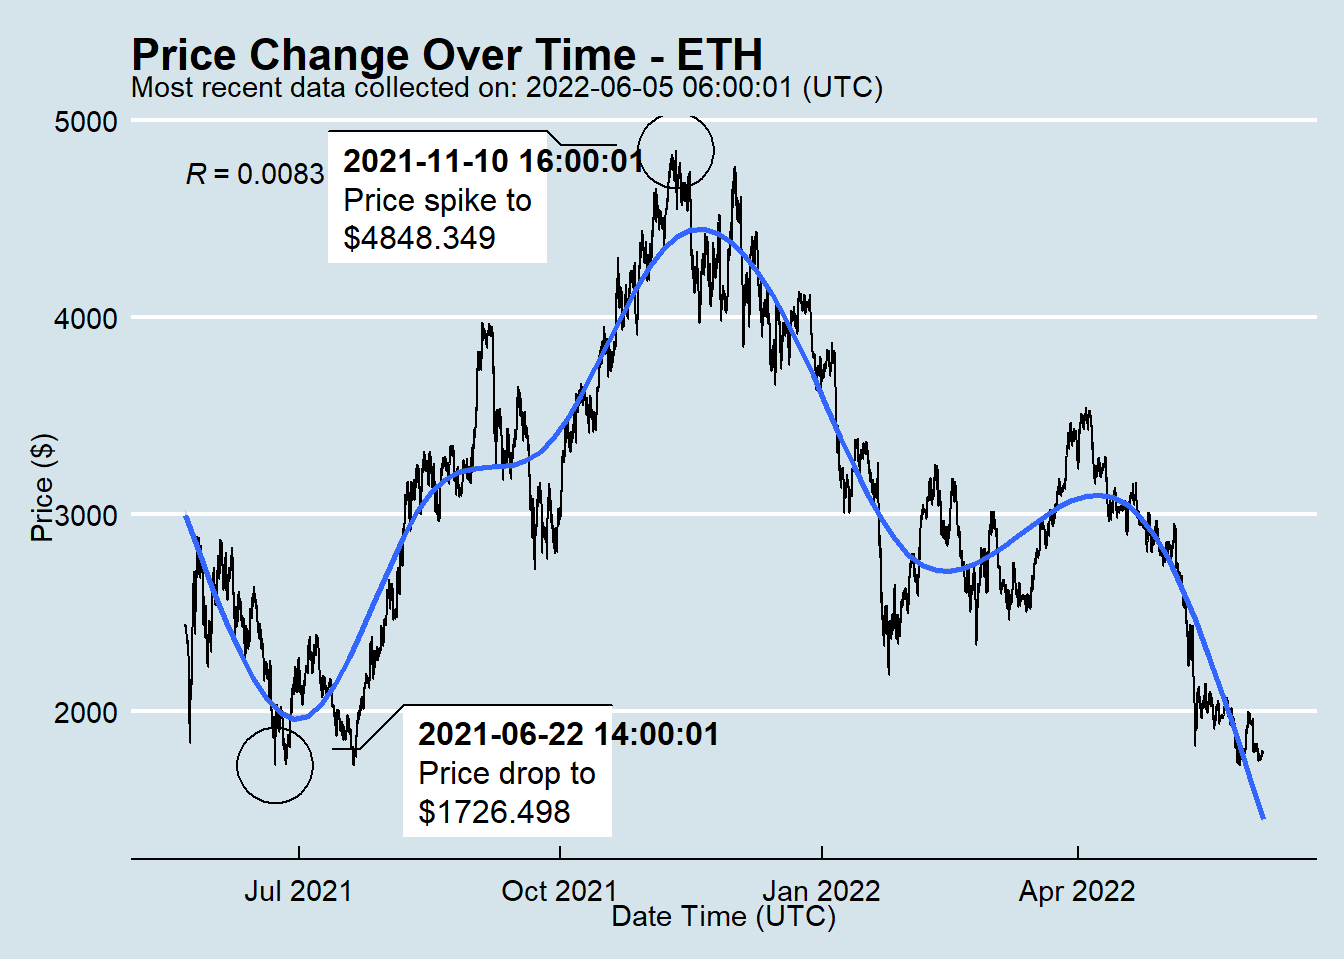 Price Change Over Time - ETH
Most recent data collected on: 2022-06-05 06:00:01 (UTC)
5000
R = 0.0083
2021-11-10 16:00:01
Price spike to
$4848.349
4000
Price ($)
3000
2000
2021-06-22 14:00:01
Price drop to
$1726.498
Jul 2021
Oct 2021
Jan 2022
Apr 2022
Date Time (UTC)